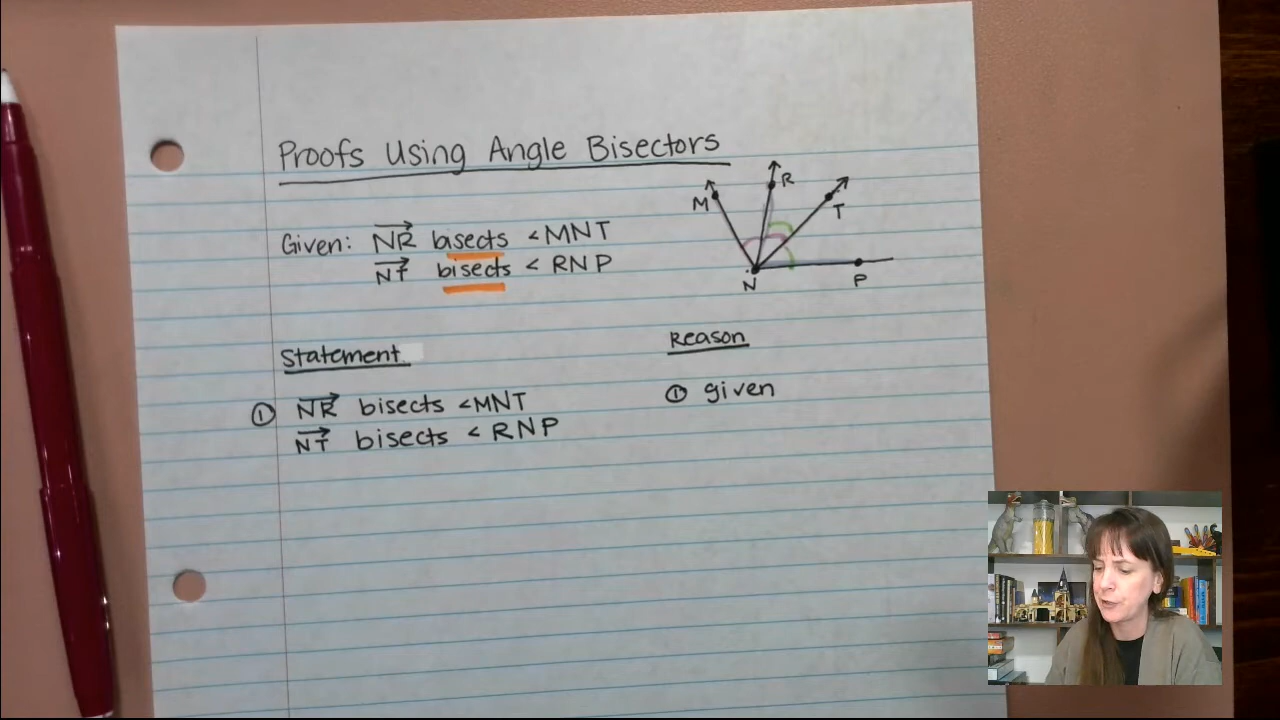 Proofs Using Angle Bisectors
Given: NR bisects <MNT
NT bisects < RNP
M
R
T
N
P
Statement
Reason
① NR bisects <MNT
① given
NT bisects < RNP